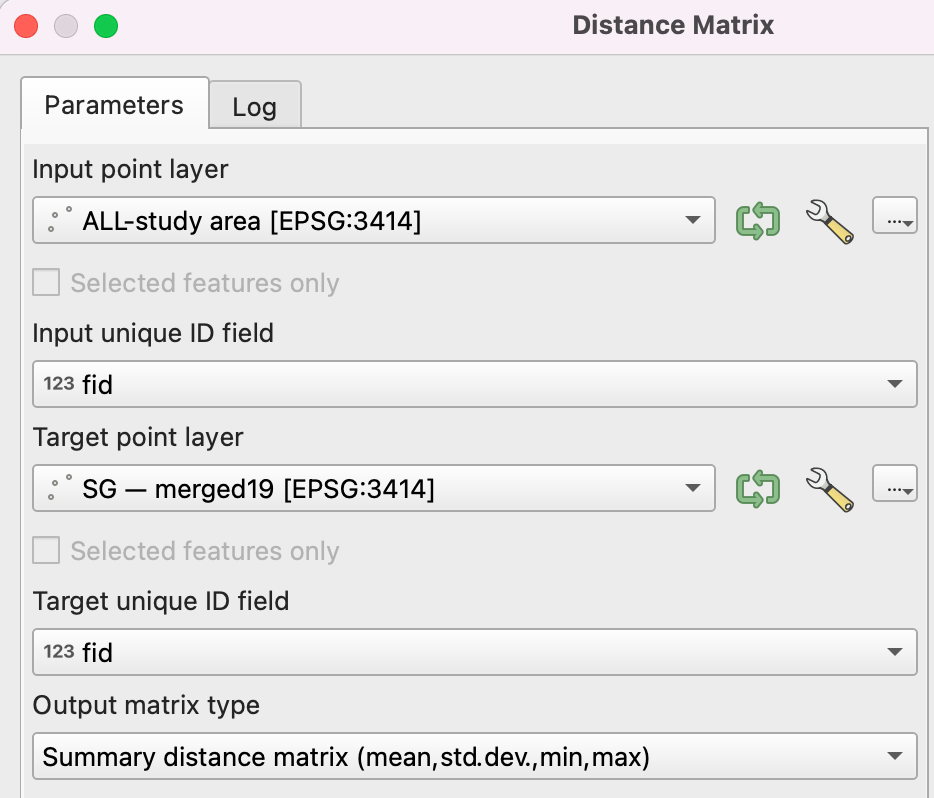 Distance Matrix
Parameters
Log
Input point layer
ALL-study area [EPSG:3414]
...
Selected features only
Input unique ID field
123 fid
Target point layer
SG — merged19 [EPSG:3414]
...
Selected features only
Target unique ID field
123 fid
Output matrix type
Summary distance matrix (mean,std.dev.,min,max)